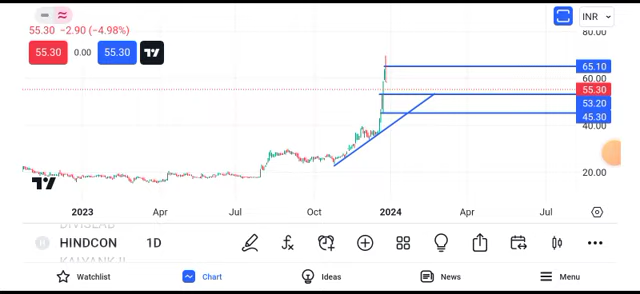 INR
80.00
55.30 −2.90 (−4.98%)
55.30 0.00 55.30
65.10
60.00
55.30
53.20
45.30
40.00
20.00
2023 Apr Jul Oct 2024 Apr Jul
DIVISLAB
HINDCON 1D
Watchlist Chart Ideas News Menu